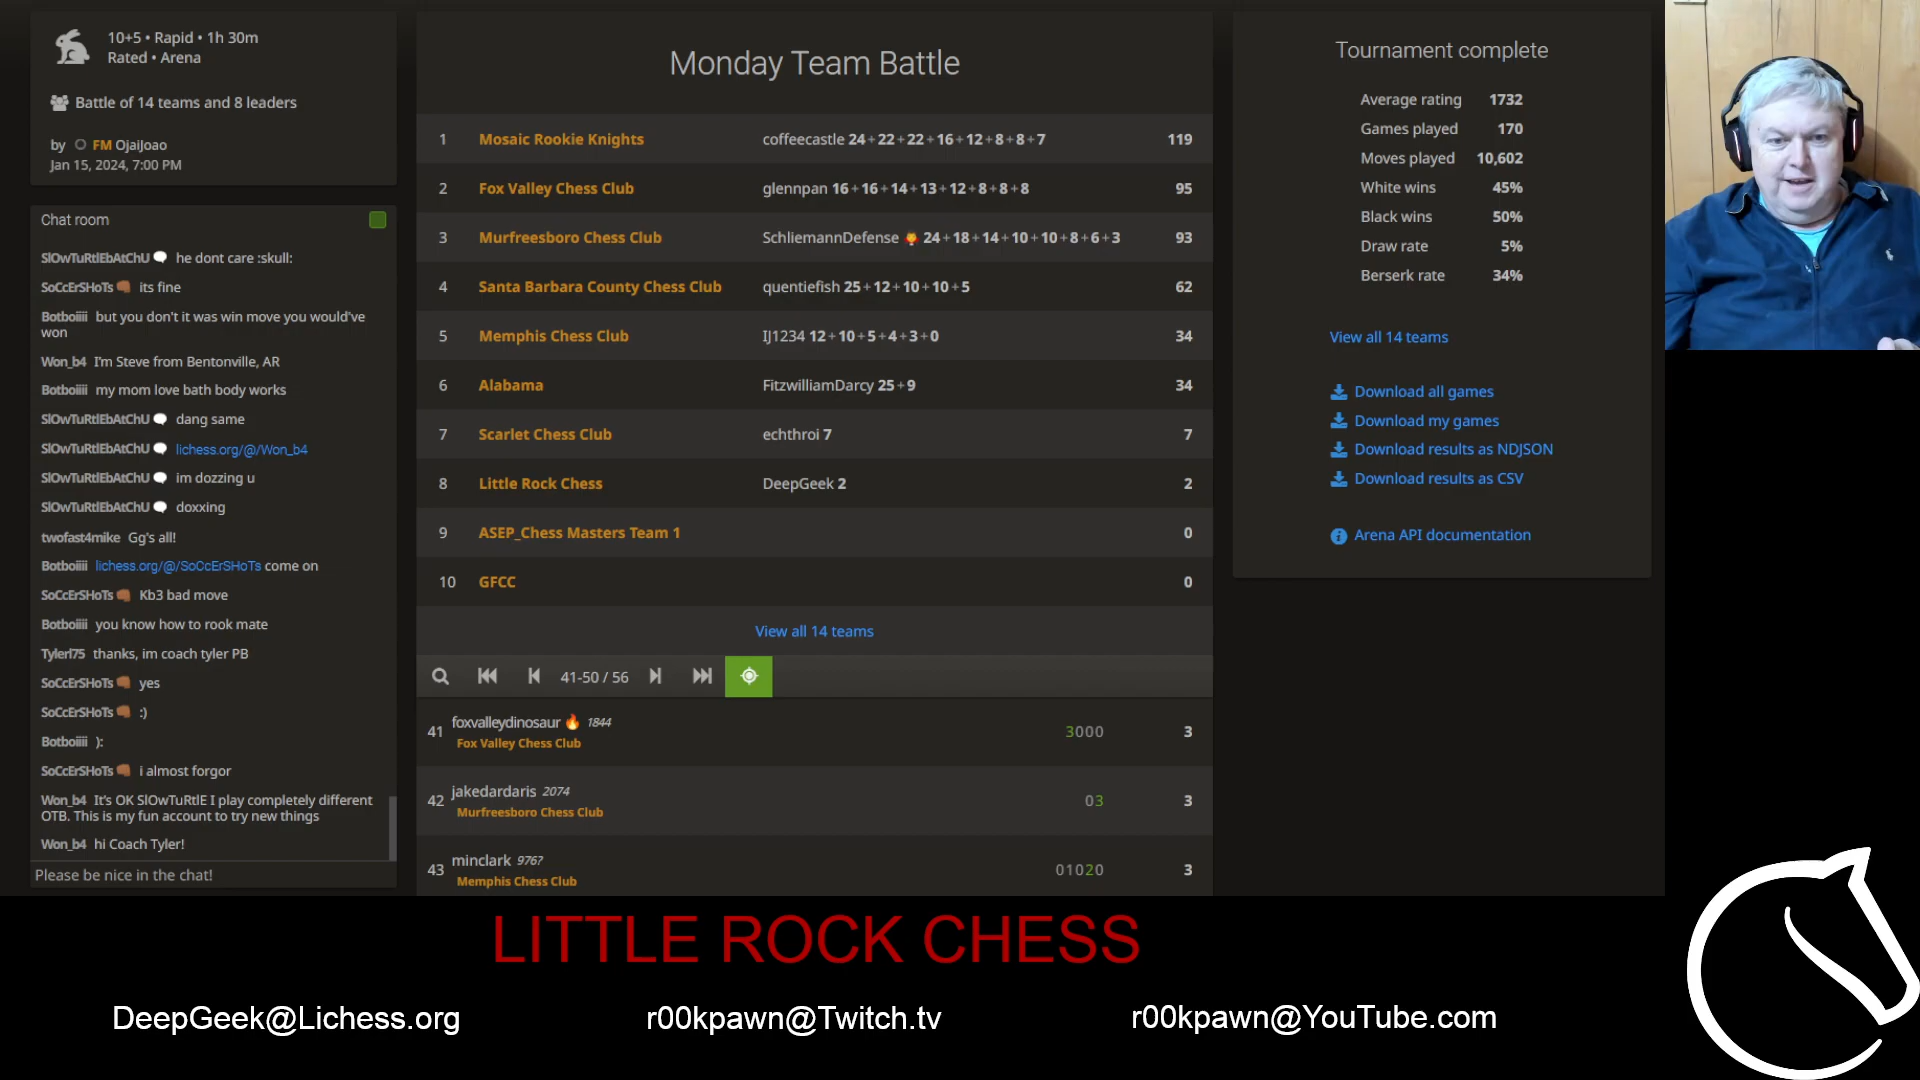 10+5 • Rapid • 1h 30m
Rated • Arena
Battle of 14 teams and 8 leaders
by FM OjaiJoao
Jan 15, 2024, 7:00 PM
Chat room
SlOwTuRtlEbAtChU he dont care :skull:
SoCcErSHoTs its fine
Botboiiii but you don't it was win move you would've
won
Won_b4 I'm Steve from Bentonville, AR
Botboiiii my mom love bath body works
SlOwTuRtlEbAtChU dang same
SlOwTuRtlEbAtChU lichess.org/@/Won_b4
SlOwTuRtlEbAtChU im dozzing u
SlOwTuRtlEbAtChU doxxing
twofast4mike Gg's all!
Botboiiii lichess.org/@/SoCcErSHoTs come on
SoCcErSHoTs Kb3 bad move
Botboiiii you know how to rook mate
Tylerl75 thanks, im coach tyler PB
SoCcErSHoTs yes
SoCcErSHoTs :)
Botboiiii ):
SoCcErSHoTs i almost forgor
Won_b4 It's OK SlOwTuRtlE I play completely different
OTB. This is my fun account to try new things
Won_b4 hi Coach Tyler!
Please be nice in the chat!
Monday Team Battle
1 Mosaic Rookie Knights coffeecastle 24+22+22+16+12+8+8+7 119
2 Fox Valley Chess Club glennpan 16+16+14+13+12+8+8+8 95
3 Murfreesboro Chess Club SchliemannDefense 24+18+14+10+10+8+6+3 93
4 Santa Barbara County Chess Club quentiefish 25+12+10+10+5 62
5 Memphis Chess Club IJ1234 12+10+5+4+3+0 34
6 Alabama FitzwilliamDarcy 25+9 34
7 Scarlet Chess Club echthroi 7 7
8 Little Rock Chess DeepGeek 2 2
9 ASEP_Chess Masters Team 1 0
10 GFCC 0
View all 14 teams
41-50 / 56
41 foxvalleydinosaur 1844 3000 3
Fox Valley Chess Club
42 jakedardaris 2074 03 3
Murfreesboro Chess Club
43 minclark 976? 01020 3
Memphis Chess Club
Tournament complete
Average rating 1732
Games played 170
Moves played 10,602
White wins 45%
Black wins 50%
Draw rate 5%
Berserk rate 34%
View all 14 teams
Download all games
Download my games
Download results as NDJSON
Download results as CSV
Arena API documentation
LITTLE ROCK CHESS
DeepGeek@Lichess.org r00kpawn@Twitch.tv r00kpawn@YouTube.com